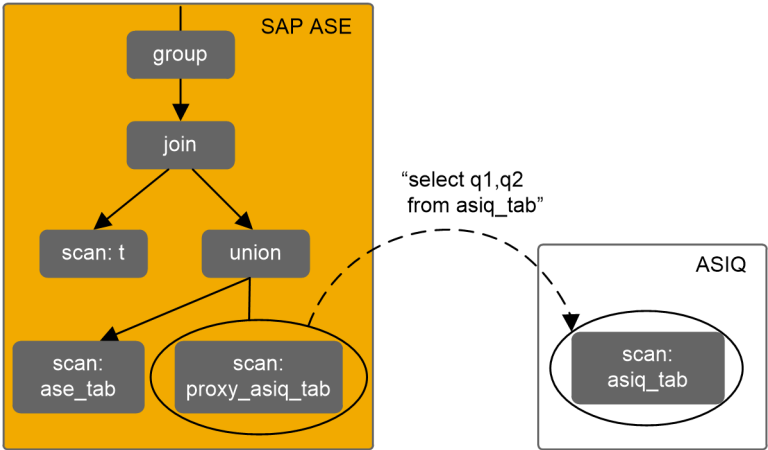 SAP ASE
group
join
“select q1,q2
from asiq_tab”
scan: t
union
ASIQ
scan:
ase_tab
scan:
proxy_asiq_tab
scan:
asiq_tab